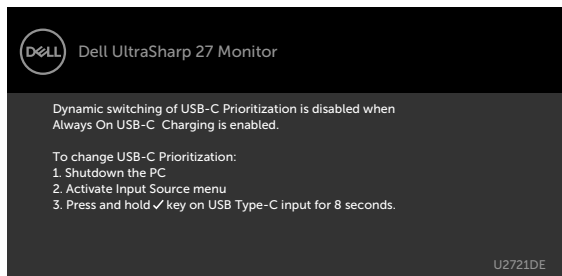 DELL
Dell UltraSharp 27 Monitor
Dynamic switching of USB-C Prioritization is disabled when
Always On USB-C  Charging is enabled.
To change USB-C Prioritization:
1. Shutdown the PC
2. Activate Input Source menu
3. Press and hold ✓ key on USB Type-C input for 8 seconds.
U2721DE